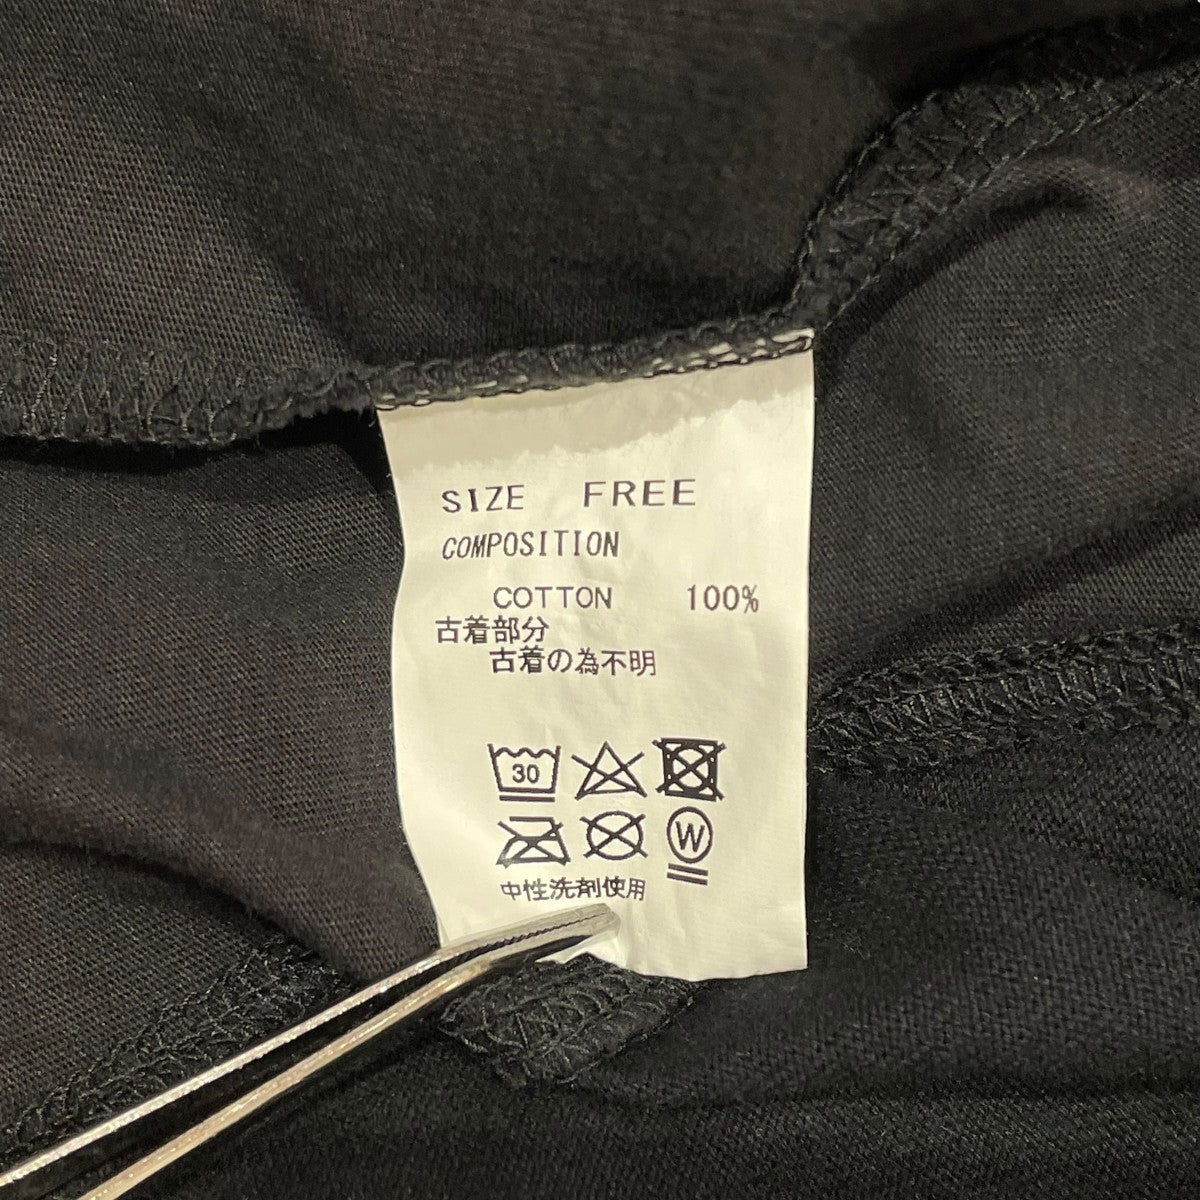 SIZE FREE
COMPOSITION
COTTON 100%
古着部分
古着の為不明
30
W
中性洗剤使用